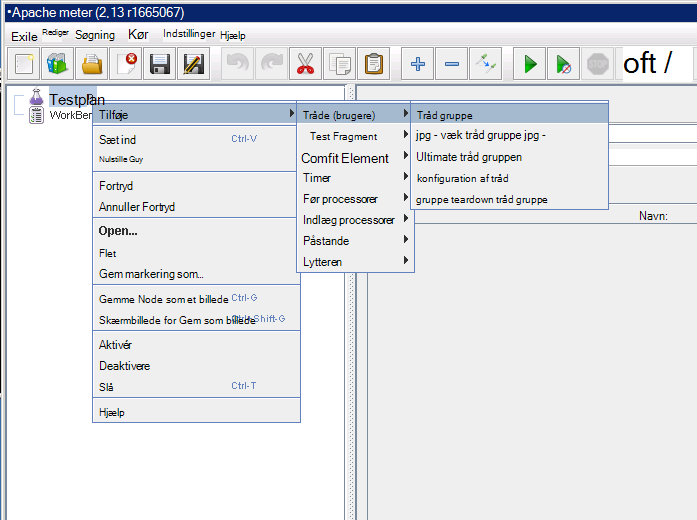 •Apache meter (2,13 r1665067)
Exile Rediger Søgning Kør Indstillinger Hjælp
STOP oft /
Testplan
WorkBen
Tilføje
Sæt ind Ctrl-V
Nulstille Guy
Fortryd
Annuller Fortryd
Open...
Flet
Gem markering som...
Gemme Node som et billede Ctrl-G
Skærmbillede for Gem som billede Ctrl-Shift-G
Aktivér
Deaktivere
Slå Ctrl-T
Hjælp
Tråde (brugere)
Test Fragment
Comfit Element
Timer
Før processorer
Indlæg processorer
Påstande
Lytteren
Tråd gruppe
jpg - væk tråd gruppe jpg -
Ultimate tråd gruppen
konfiguration af tråd
gruppe teardown tråd gruppe
Navn: